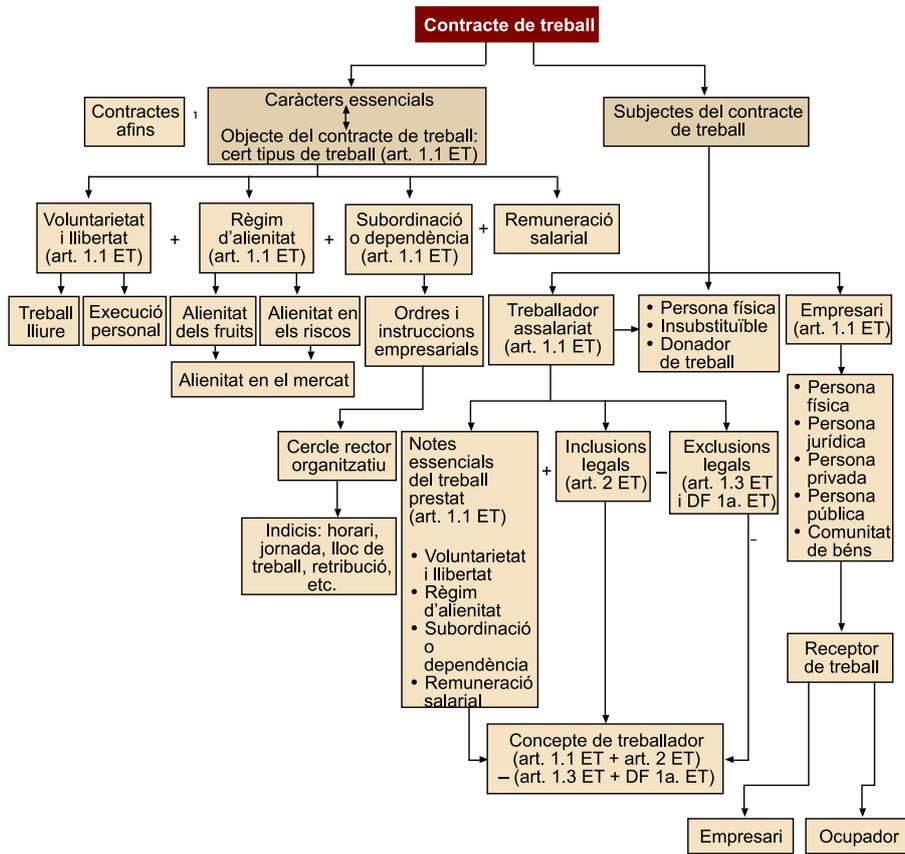 Contracte de treball
Contractes
afins
1
Caràcters essencials
Objecte del contracte de treball:
cert tipus de treball (art. 1.1 ET)
Subjectes del contracte
de treball
Voluntarietat
i llibertat
(art. 1.1 ET)
+
Règim
d'alienitat
(art. 1.1 ET)
+
Subordinació
o dependència
(art. 1.1 ET)
+
Remuneració
salarial
Treball
lliure
Execució
personal
Alienitat
dels fruits
Alienitat en
els riscos
Alienitat en el mercat
Ordres i
instruccions
empresarials
Treballador
assalariat
(art. 1.1 ET)
• Persona física
• Insubstituïble
• Donador
de treball
Empresari
(art. 1.1 ET)
• Persona
física
• Persona
jurídica
• Persona
privada
• Persona
pública
• Comunitat
de béns
Cercle rector
organitzatiu
Indicis: horari,
jornada, lloc de
treball, retribució,
etc.
Notes
essencials
del treball
prestat
(art. 1.1 ET)
• Voluntarietat
i llibertat
• Règim
d'alienitat
• Subordinació
o
dependència
• Remuneració
salarial
+
Inclusions
legals
(art. 2 ET)
–
Exclusions
legals
(art. 1.3 ET
i DF 1a. ET)
–
Receptor
de treball
Concepte de treballador
(art. 1.1 ET + art. 2 ET)
– (art. 1.3 ET + DF 1a. ET)
Empresari
Ocupador